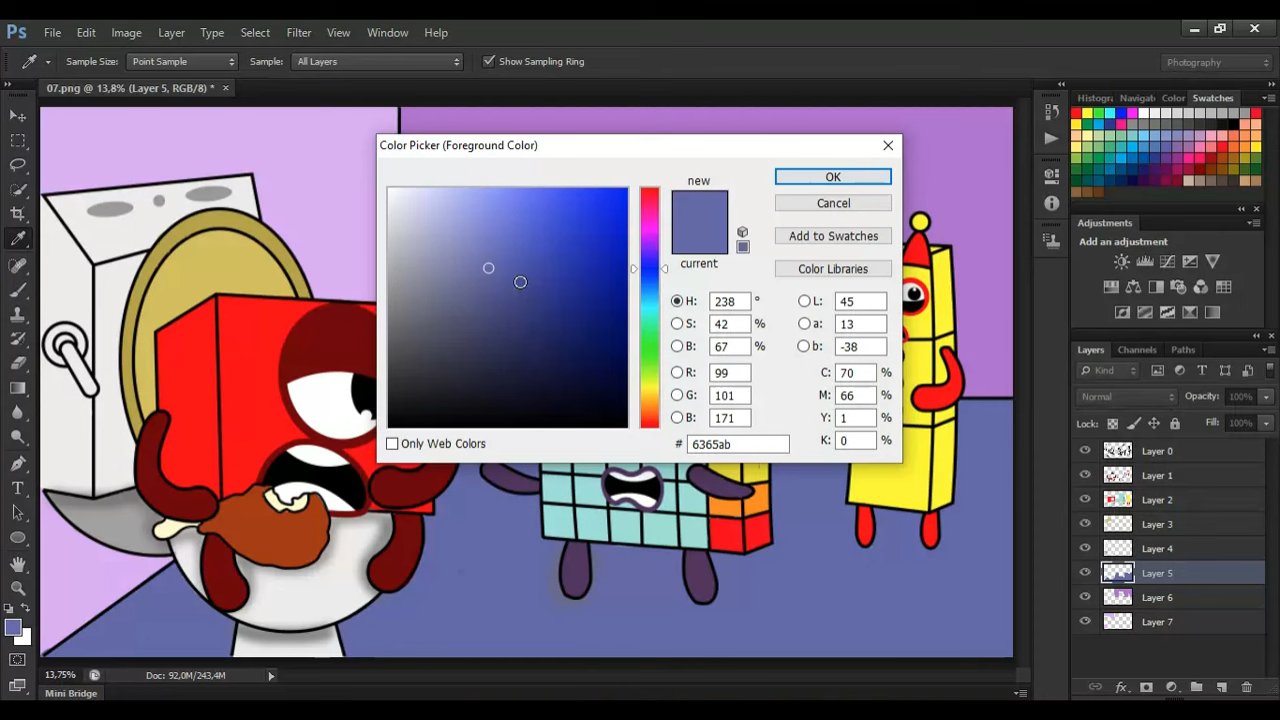 Ps File Edit Image Layer Type Select Filter View Window Help
Sample Size: Point Sample Sample: All Layers Show Sampling Ring Photography
07.png @ 13,8% (Layer 5, RGB/8) * ×
Histogr Navigat Color Swatches
Color Picker (Foreground Color)
new
current
OK
Cancel
Add to Swatches
Color Libraries
H: 238 °
S: 42 %
B: 67 %
R: 99
G: 101
B: 171
L: 45
a: 13
b: -38
C: 70 %
M: 66 %
Y: 1 %
K: 0 %
# 6365ab
Only Web Colors
Adjustments
Add an adjustment
Layers Channels Paths
Kind
Normal Opacity: 100%
Lock: Fill: 100%
Layer 0
Layer 1
Layer 2
Layer 3
Layer 4
Layer 5
Layer 6
Layer 7
13,75% Doc: 92,0M/243,4M
Mini Bridge